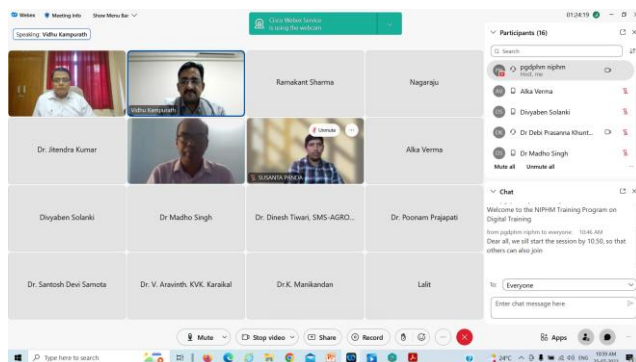 Webex
Meeting Info
Show Menu Bar
Cisco Webex Service
is using the webcam
01:24:19
Speaking: Vidhu Kampurath
Vidhu Kampurath
Ramakant Sharma
Nagaraju
Dr. Jitendra Kumar
Unmute
SUSANTA PANDA
Alka Verma
Divyaben Solanki
Dr Madho Singh
Dr. Dinesh Tiwari, SMS-AGRO...
Dr. Poonam Prajapati
Dr. Santosh Devi Samota
Dr. V. Aravinth. KVK. Karaikal
Dr.K. Manikandan
Lalit
Participants (16)
Search
pgdphm niphm
Host, me
Alka Verma
Divyaben Solanki
Dr Debi Prasanna Khunt...
Dr Madho Singh
Mute all Unmute all
Chat
Welcome to the NIPHM Training Program on
Digital Training
from pgdphm niphm to everyone: 10:46 AM
Dear all, we sill start the session by 10.50, so that
others can also join
To: Everyone
Enter chat message here
Mute
Stop video
Share
Record
Apps
Type here to search
24°C
ENG
10:59 AM